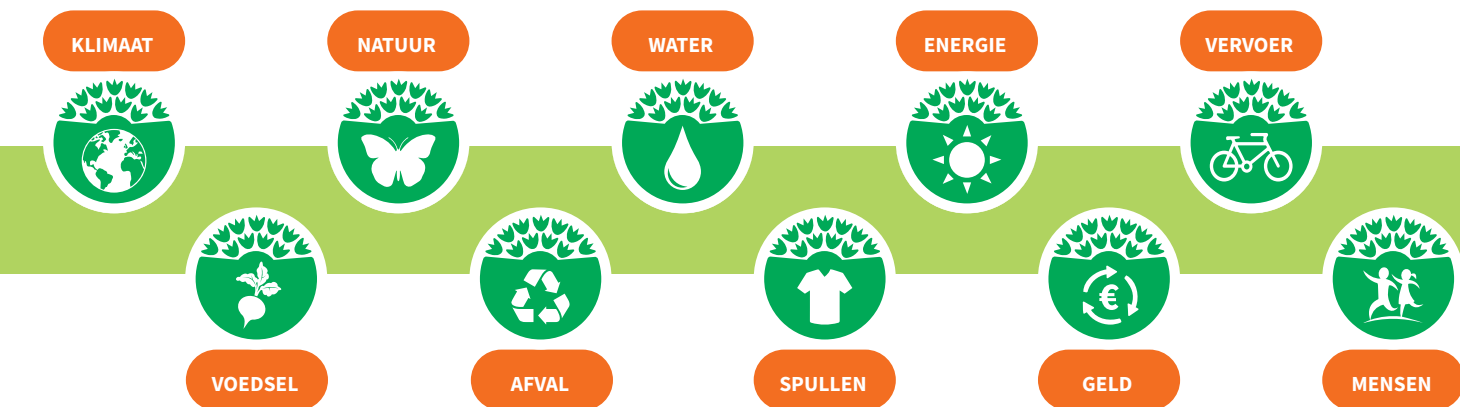 KLIMAAT
NATUUR
WATER
ENERGIE
VERVOER
€
VOEDSEL
AFVAL
SPULLEN
GELD
MENSEN